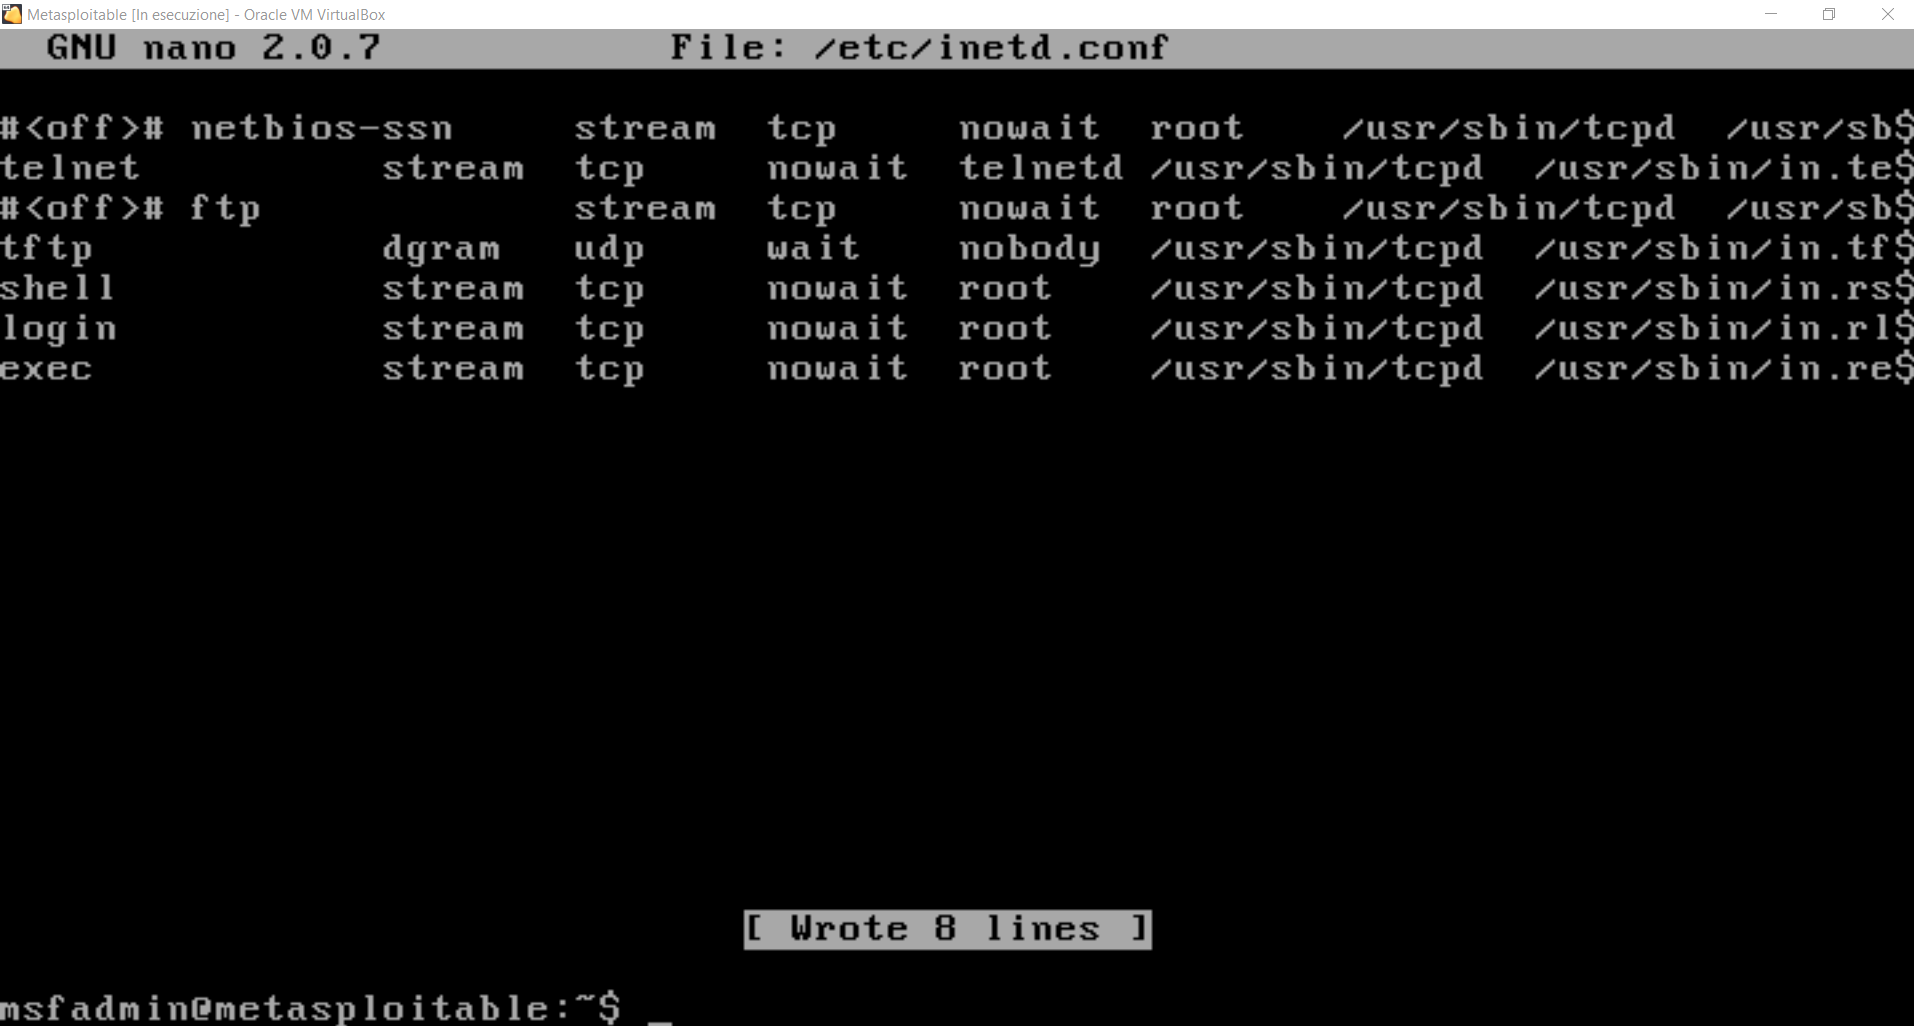 Metasploitable [In esecuzione] - Oracle VM VirtualBox
GNU nano 2.0.7 File: /etc/inetd.conf
#<off># netbios-ssn stream tcp nowait root /usr/sbin/tcpd /usr/sb$
telnet stream tcp nowait telnetd /usr/sbin/tcpd /usr/sbin/in.te$
#<off># ftp stream tcp nowait root /usr/sbin/tcpd /usr/sb$
tftp dgram udp wait nobody /usr/sbin/tcpd /usr/sbin/in.tf$
shell stream tcp nowait root /usr/sbin/tcpd /usr/sbin/in.rs$
login stream tcp nowait root /usr/sbin/tcpd /usr/sbin/in.rl$
exec stream tcp nowait root /usr/sbin/tcpd /usr/sbin/in.re$
[ Wrote 8 lines ]
msfadmin@metasploitable:~$ _